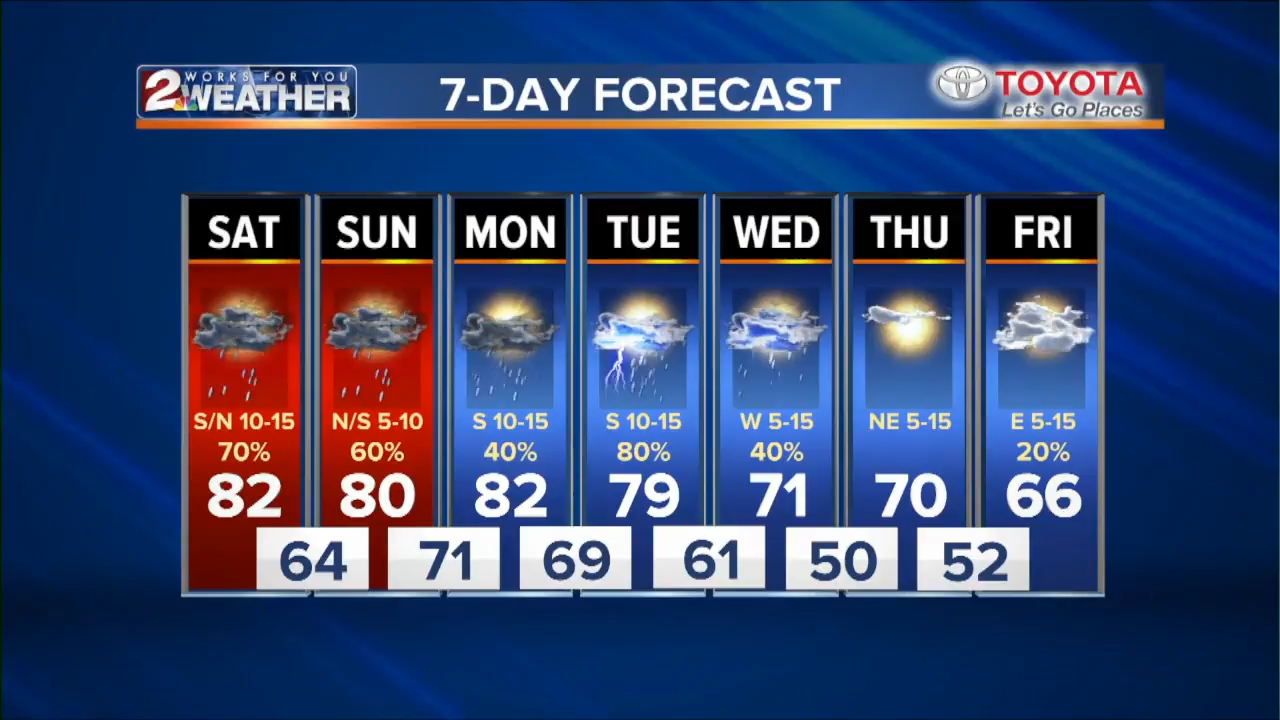 2 WORKS FOR YOU
WEATHER
7-DAY FORECAST
TOYOTA
Let's Go Places
SAT SUN MON TUE WED THU FRI
S/N 10-15 N/S 5-10 S 10-15 S 10-15 W 5-15 NE 5-15 E 5-15
70% 60% 40% 80% 40% 20%
82 80 82 79 71 70 66
64 71 69 61 50 52